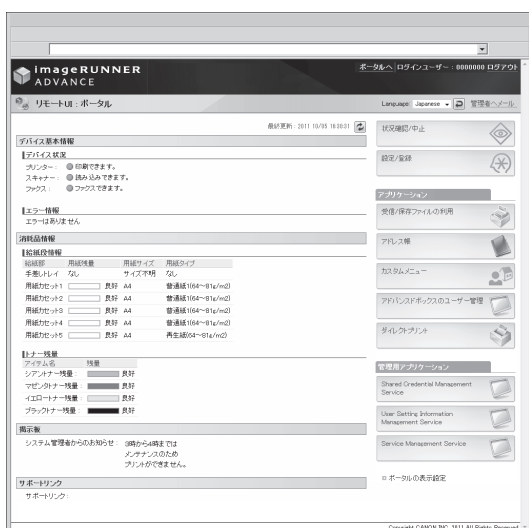 imageRUNNER
ADVANCE
ポータルへ ログインユーザー : 0000000 ログアウト
リモートUI : ポータル
Language: Japanese 管理者へメール
最終更新 : 2011 10/05 16:30:31
デバイス基本情報
デバイス状況
プリンター : 印刷できます。
スキャナー : 読み込みできます。
ファクス : ファクスできます。
エラー情報
エラーはありません
消耗品情報
給紙段情報
給紙部 用紙残量 用紙サイズ 用紙タイプ
手差しトレイ なし サイズ不明 なし
用紙カセット1 良好 A4 普通紙1(64～81g/m2)
用紙カセット2 良好 A4 普通紙1(64～81g/m2)
用紙カセット3 良好 A4 普通紙1(64～81g/m2)
用紙カセット4 良好 A4 普通紙1(64～81g/m2)
用紙カセット5 良好 A4 再生紙(64～81g/m2)
トナー残量
アイテム名 残量
シアントナー残量 : 良好
マゼンタトナー残量 : 良好
イエロートナー残量 : 良好
ブラックトナー残量 : 良好
掲示板
システム管理者からのお知らせ : 3時から4時までは
メンテナンスのため
プリントができません。
サポートリンク
サポートリンク :
状況確認/中止
設定/登録
アプリケーション
受信/保存ファイルの利用
アドレス帳
カスタムメニュー
アドバンスドボックスのユーザー管理
ダイレクトプリント
管理用アプリケーション
Shared Credential Management
Service
User Setting Information
Management Service
Service Management Service
ポータルの表示設定
Copyright CANON INC. 2011 All Rights Reserved